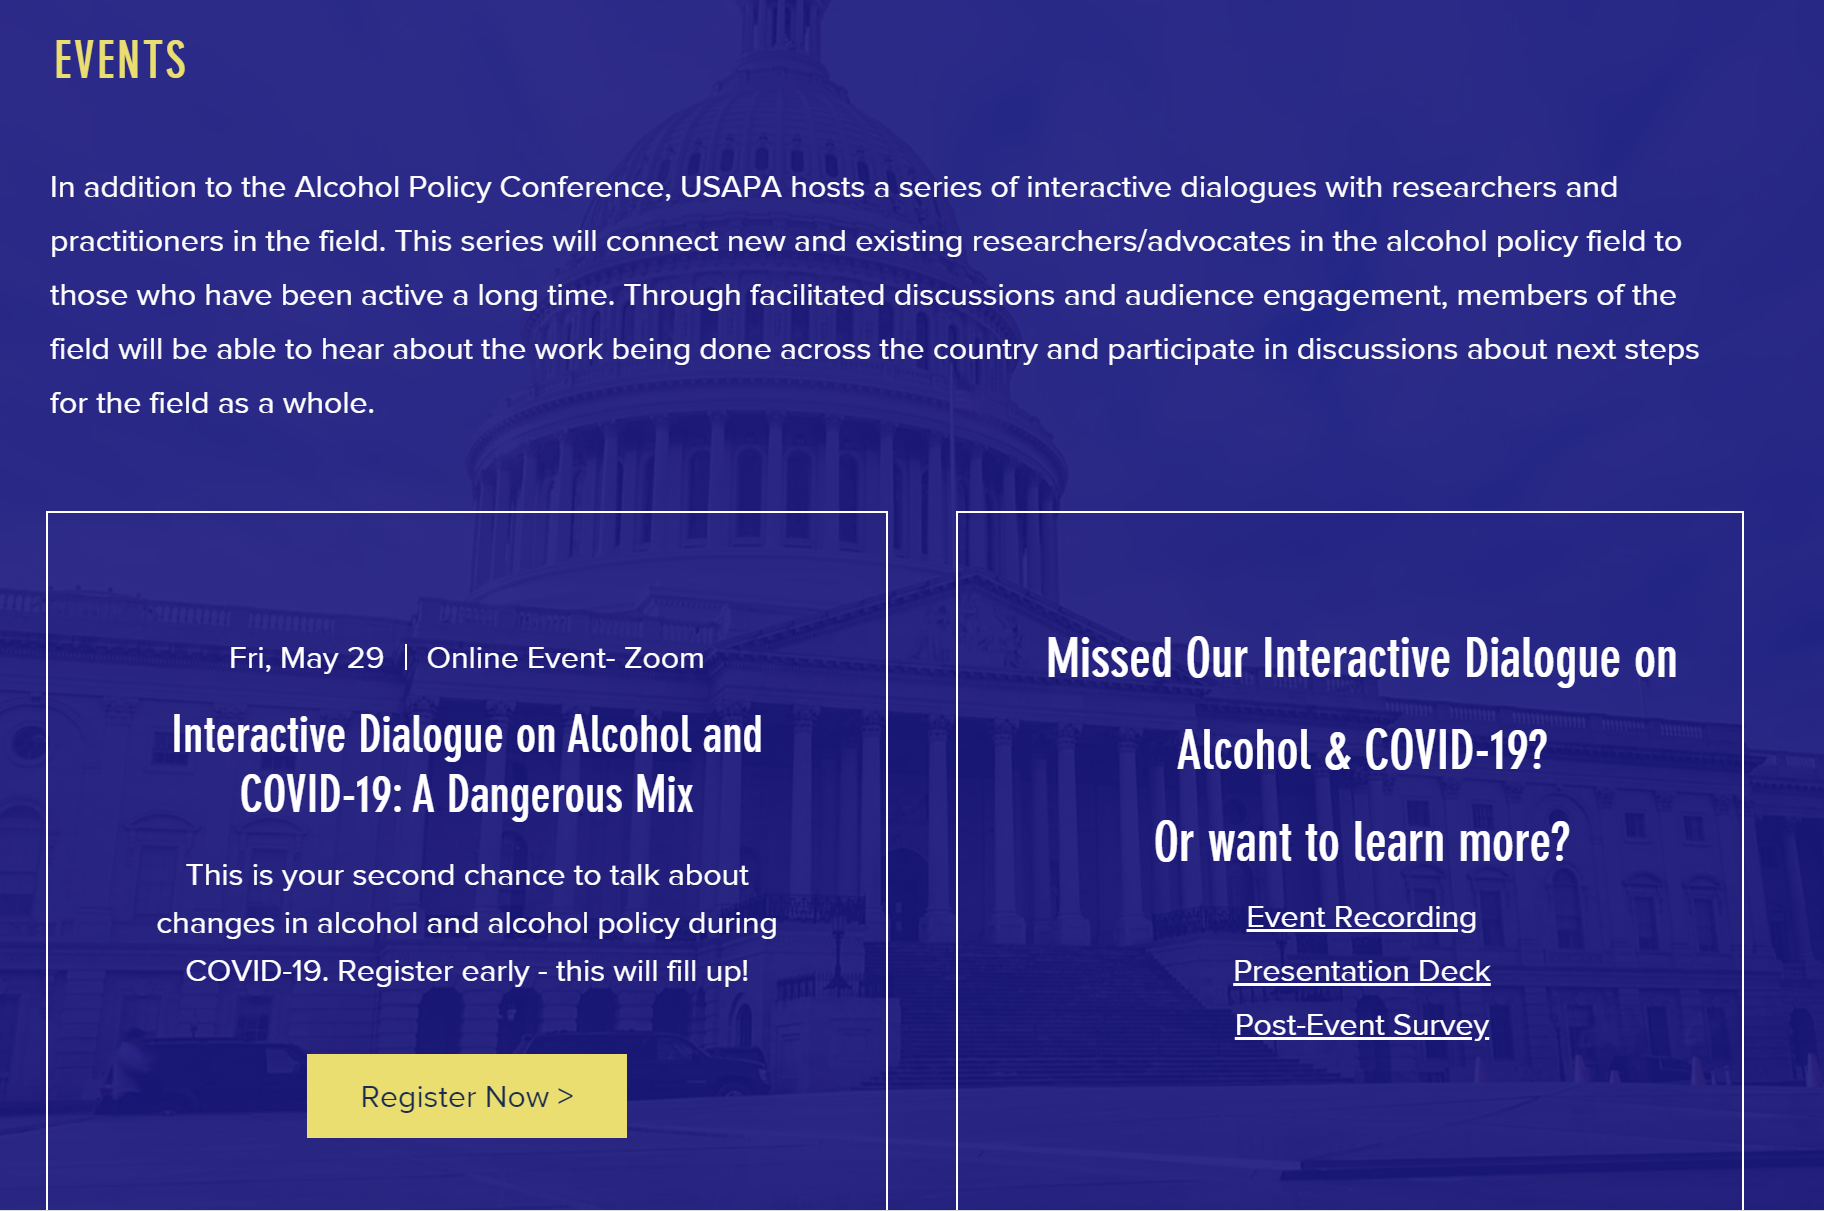 EVENTS
In addition to the Alcohol Policy Conference, USAPA hosts a series of interactive dialogues with researchers and
practitioners in the field. This series will connect new and existing researchers/advocates in the alcohol policy field to
those who have been active a long time. Through facilitated discussions and audience engagement, members of the
field will be able to hear about the work being done across the country and participate in discussions about next steps
for the field as a whole.
Fri, May 29 | Online Event- Zoom
Interactive Dialogue on Alcohol and
COVID-19: A Dangerous Mix
This is your second chance to talk about
changes in alcohol and alcohol policy during
COVID-19. Register early - this will fill up!
Register Now >
Missed Our Interactive Dialogue on
Alcohol & COVID-19?
Or want to learn more?
Event Recording
Presentation Deck
Post-Event Survey